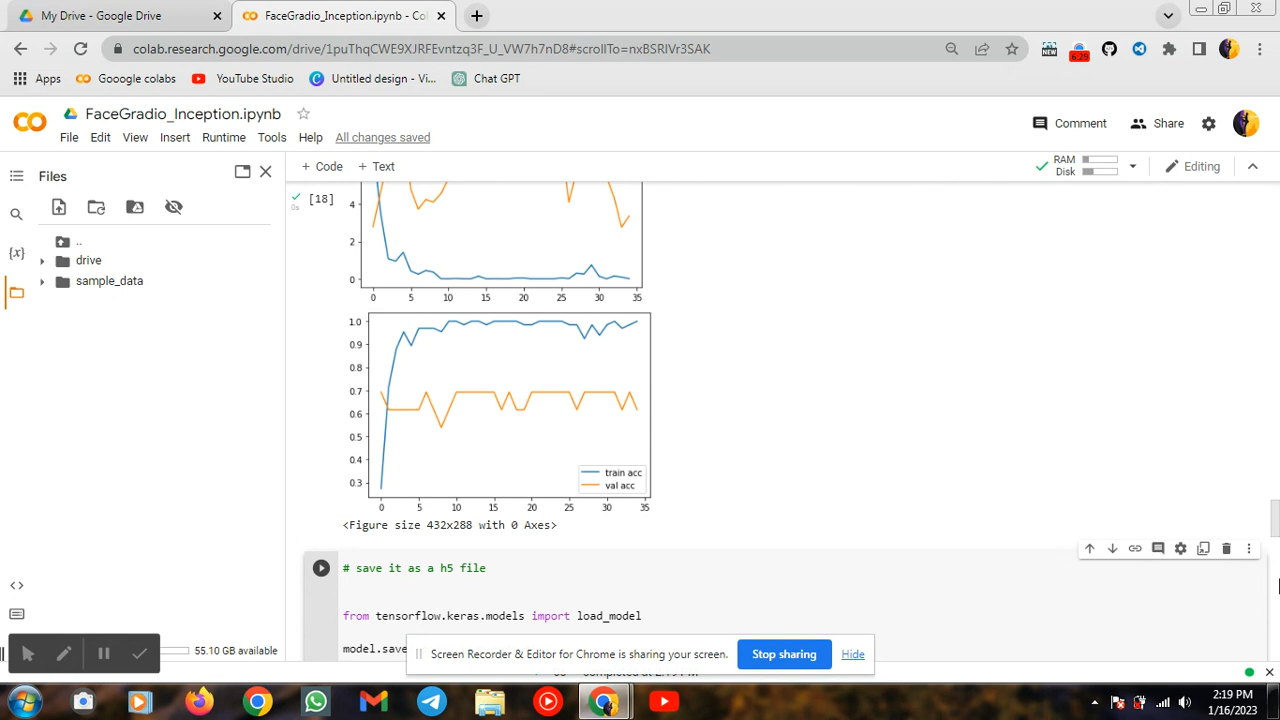 My Drive - Google Drive
FaceGradio_Inception.ipynb - Co
colab.research.google.com/drive/1puThqCWE9XJRFEvntzq3F_U_VW7h7nD8#scrollTo=nxBSRlVr3SAK
NEW
6:29
Apps
Gooogle colabs
YouTube Studio
Untitled design - Vi...
Chat GPT
FaceGradio_Inception.ipynb
File Edit View Insert Runtime Tools Help All changes saved
Comment
Share
Files
+ Code + Text
RAM
Disk
Editing
{x}
..
drive
sample_data
[18]
0s
4
2
0
0 5 10 15 20 25 30 35
1.0
0.9
0.8
0.7
0.6
0.5
0.4
0.3
train acc
val acc
0 5 10 15 20 25 30 35
<Figure size 432x288 with 0 Axes>
# save it as a h5 file
from tensorflow.keras.models import load_model
model.save
55.10 GB available
Screen Recorder & Editor for Chrome is sharing your screen.
Stop sharing
Hide
2:19 PM
1/16/2023